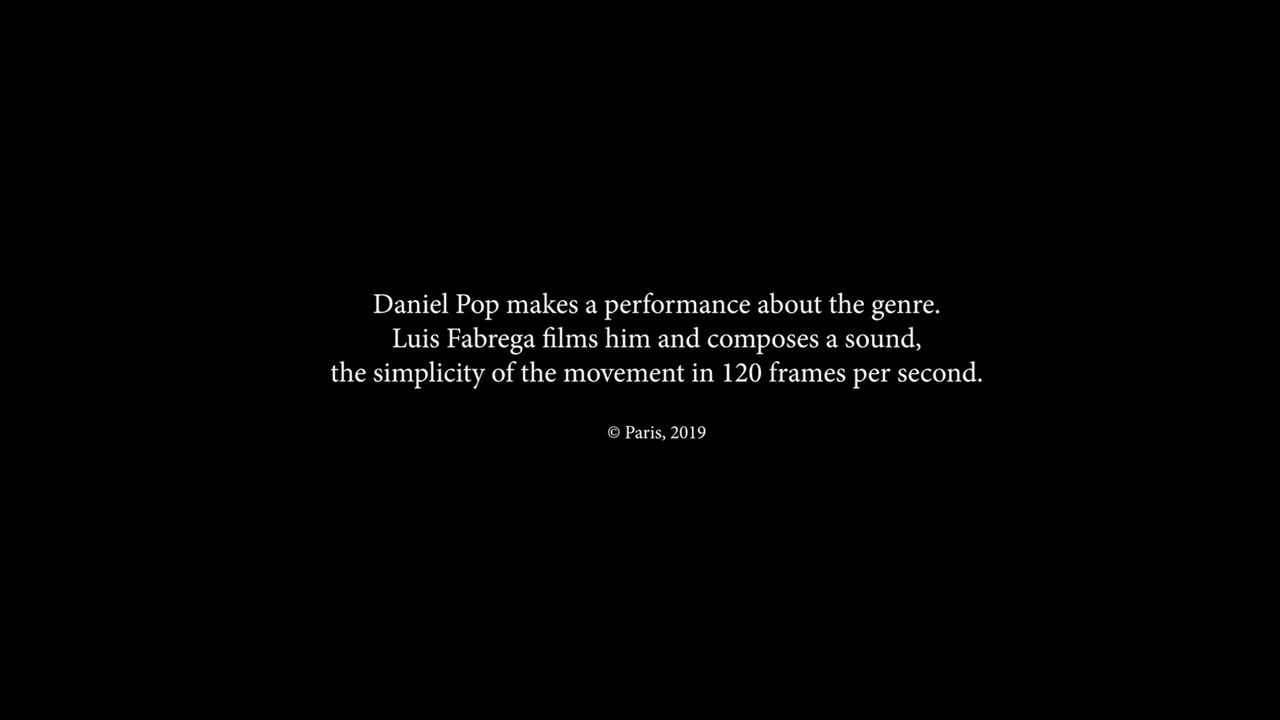 Daniel Pop makes a performance about the genre.
Luis Fabrega films him and composes a sound,
the simplicity of the movement in 120 frames per second.
© Paris, 2019